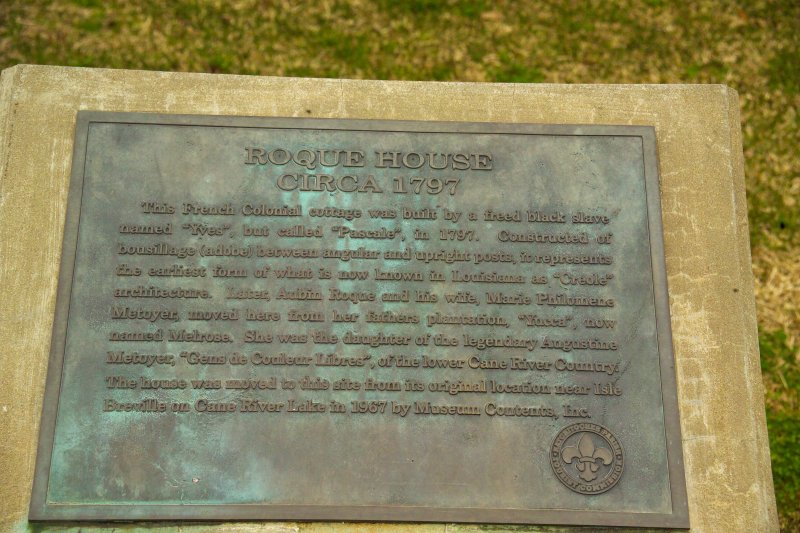 ROQUE HOUSE
CIRCA 1797
This French Colonial cottage was built by a freed black slave
named "Yves", but called "Pascale", in 1797. Constructed of
bousillage (adobe) between angular and upright posts, it represents
the earliest form of what is now known in Louisiana as "Creole"
architecture. Later, Aubin Roque and his wife, Marie Philomene
Metoyer, moved here from her fathers plantation, "Yucca", now
named Melrose. She was the daughter of the legendary Augustine
Metoyer, "Gens de Couleur Libres", of the lower Cane River Country.
The house was moved to this site from its original location near Isle
Breville on Cane River Lake in 1967 by Museum Contents, Inc.
NATCHITOCHES PARISH
TOURIST COMMISSION